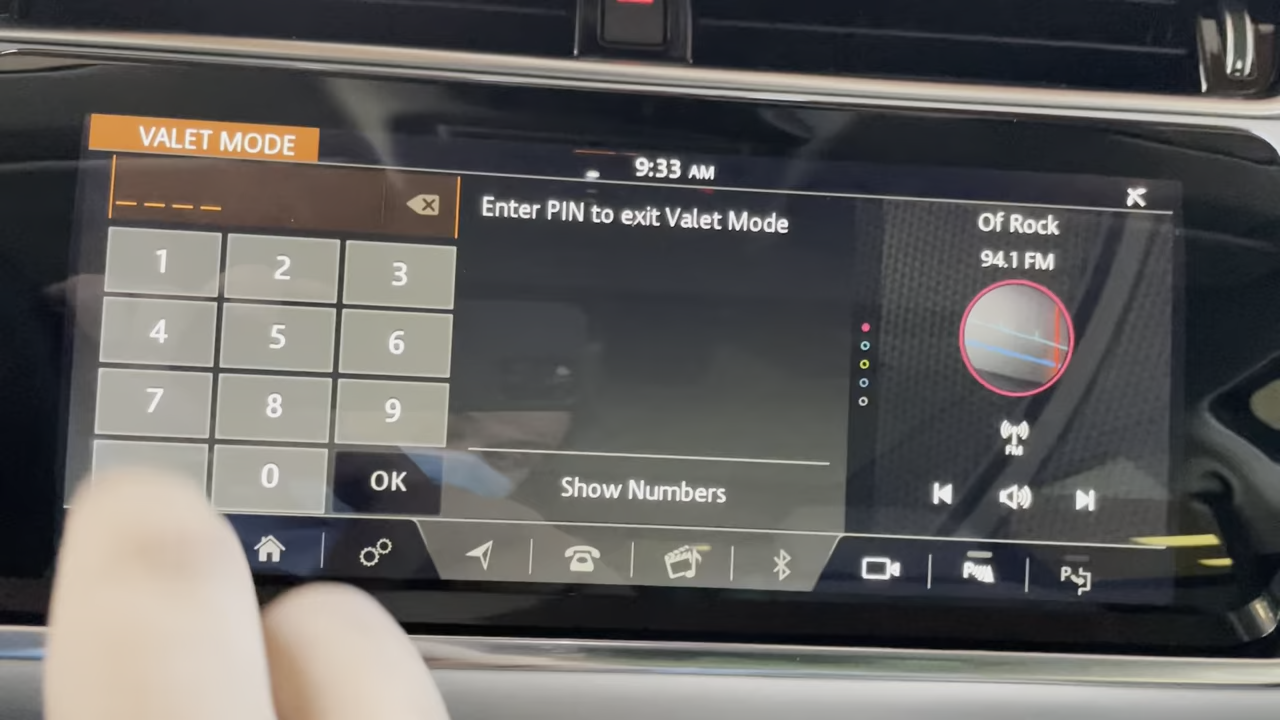 VALET MODE
9:33 AM
Enter PIN to exit Valet Mode
1 2 3
4 5 6
7 8 9
0 OK
Show Numbers
Of Rock
94.1 FM
FM
P
P